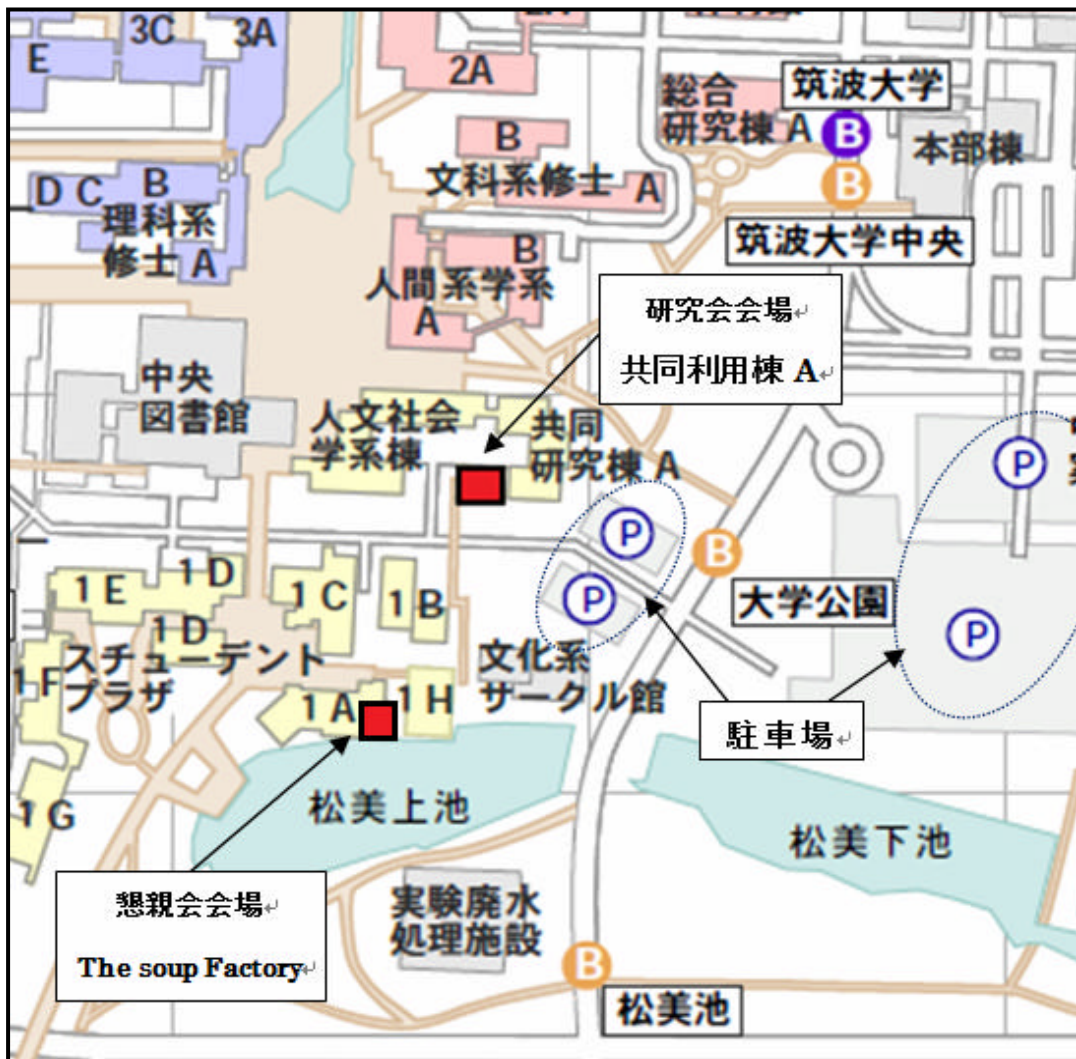 3C
3A
E
2A
総合
研究棟 A
筑波大学
B
本部棟
B
B
文科系修士
A
D C
B
理科系
修士 A
筑波大学中央
B
人間系学系
A
研究会会場
共同利用棟 A
中央
図書館
人文社会
学系棟
共同
研究棟 A
P
P
B
P
大学公園
P
1 E
1 D
1 C
1 B
1 D
スチューデント
プラザ
1 F
文化系
サークル館
1 A
1 H
駐車場
1 G
松美上池
松美下池
懇親会会場
The soup Factory
実験廃水
処理施設
B
松美池